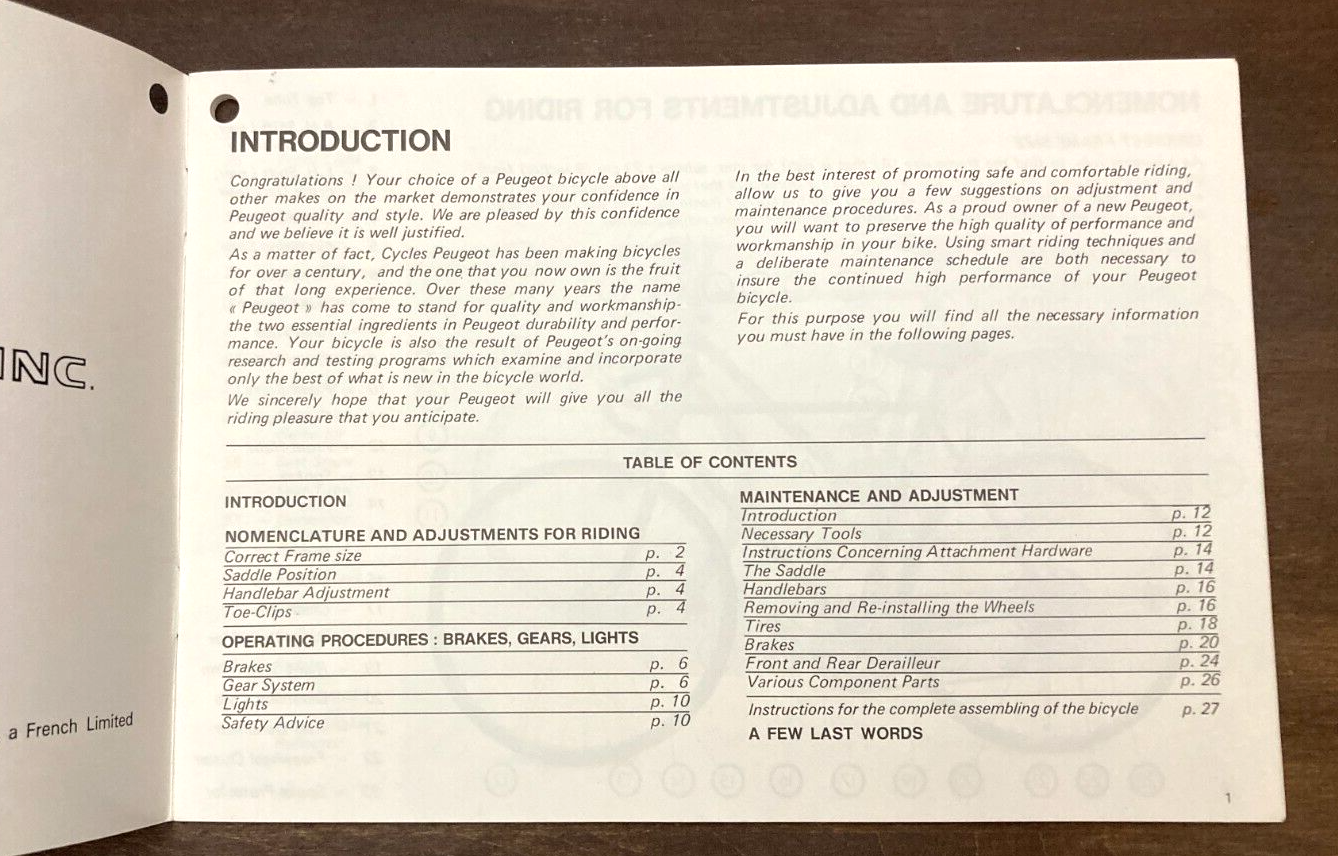 INC.
a French Limited
INTRODUCTION
Congratulations ! Your choice of a Peugeot bicycle above all
other makes on the market demonstrates your confidence in
Peugeot quality and style. We are pleased by this confidence
and we believe it is well justified.
As a matter of fact, Cycles Peugeot has been making bicycles
for over a century, and the one that you now own is the fruit
of that long experience. Over these many years the name
« Peugeot » has come to stand for quality and workmanship-
the two essential ingredients in Peugeot durability and perfor-
mance. Your bicycle is also the result of Peugeot's on-going
research and testing programs which examine and incorporate
only the best of what is new in the bicycle world.
We sincerely hope that your Peugeot will give you all the
riding pleasure that you anticipate.
In the best interest of promoting safe and comfortable riding,
allow us to give you a few suggestions on adjustment and
maintenance procedures. As a proud owner of a new Peugeot,
you will want to preserve the high quality of performance and
workmanship in your bike. Using smart riding techniques and
a deliberate maintenance schedule are both necessary to
insure the continued high performance of your Peugeot
bicycle.
For this purpose you will find all the necessary information
you must have in the following pages.
TABLE OF CONTENTS
INTRODUCTION
NOMENCLATURE AND ADJUSTMENTS FOR RIDING
Correct Frame size p. 2
Saddle Position p. 4
Handlebar Adjustment p. 4
Toe-Clips p. 4
OPERATING PROCEDURES : BRAKES, GEARS, LIGHTS
Brakes p. 6
Gear System p. 6
Lights p. 10
Safety Advice p. 10
MAINTENANCE AND ADJUSTMENT
Introduction p. 12
Necessary Tools p. 12
Instructions Concerning Attachment Hardware p. 14
The Saddle p. 14
Handlebars p. 16
Removing and Re-installing the Wheels p. 16
Tires p. 18
Brakes p. 20
Front and Rear Derailleur p. 24
Various Component Parts p. 26
Instructions for the complete assembling of the bicycle p. 27
A FEW LAST WORDS
1